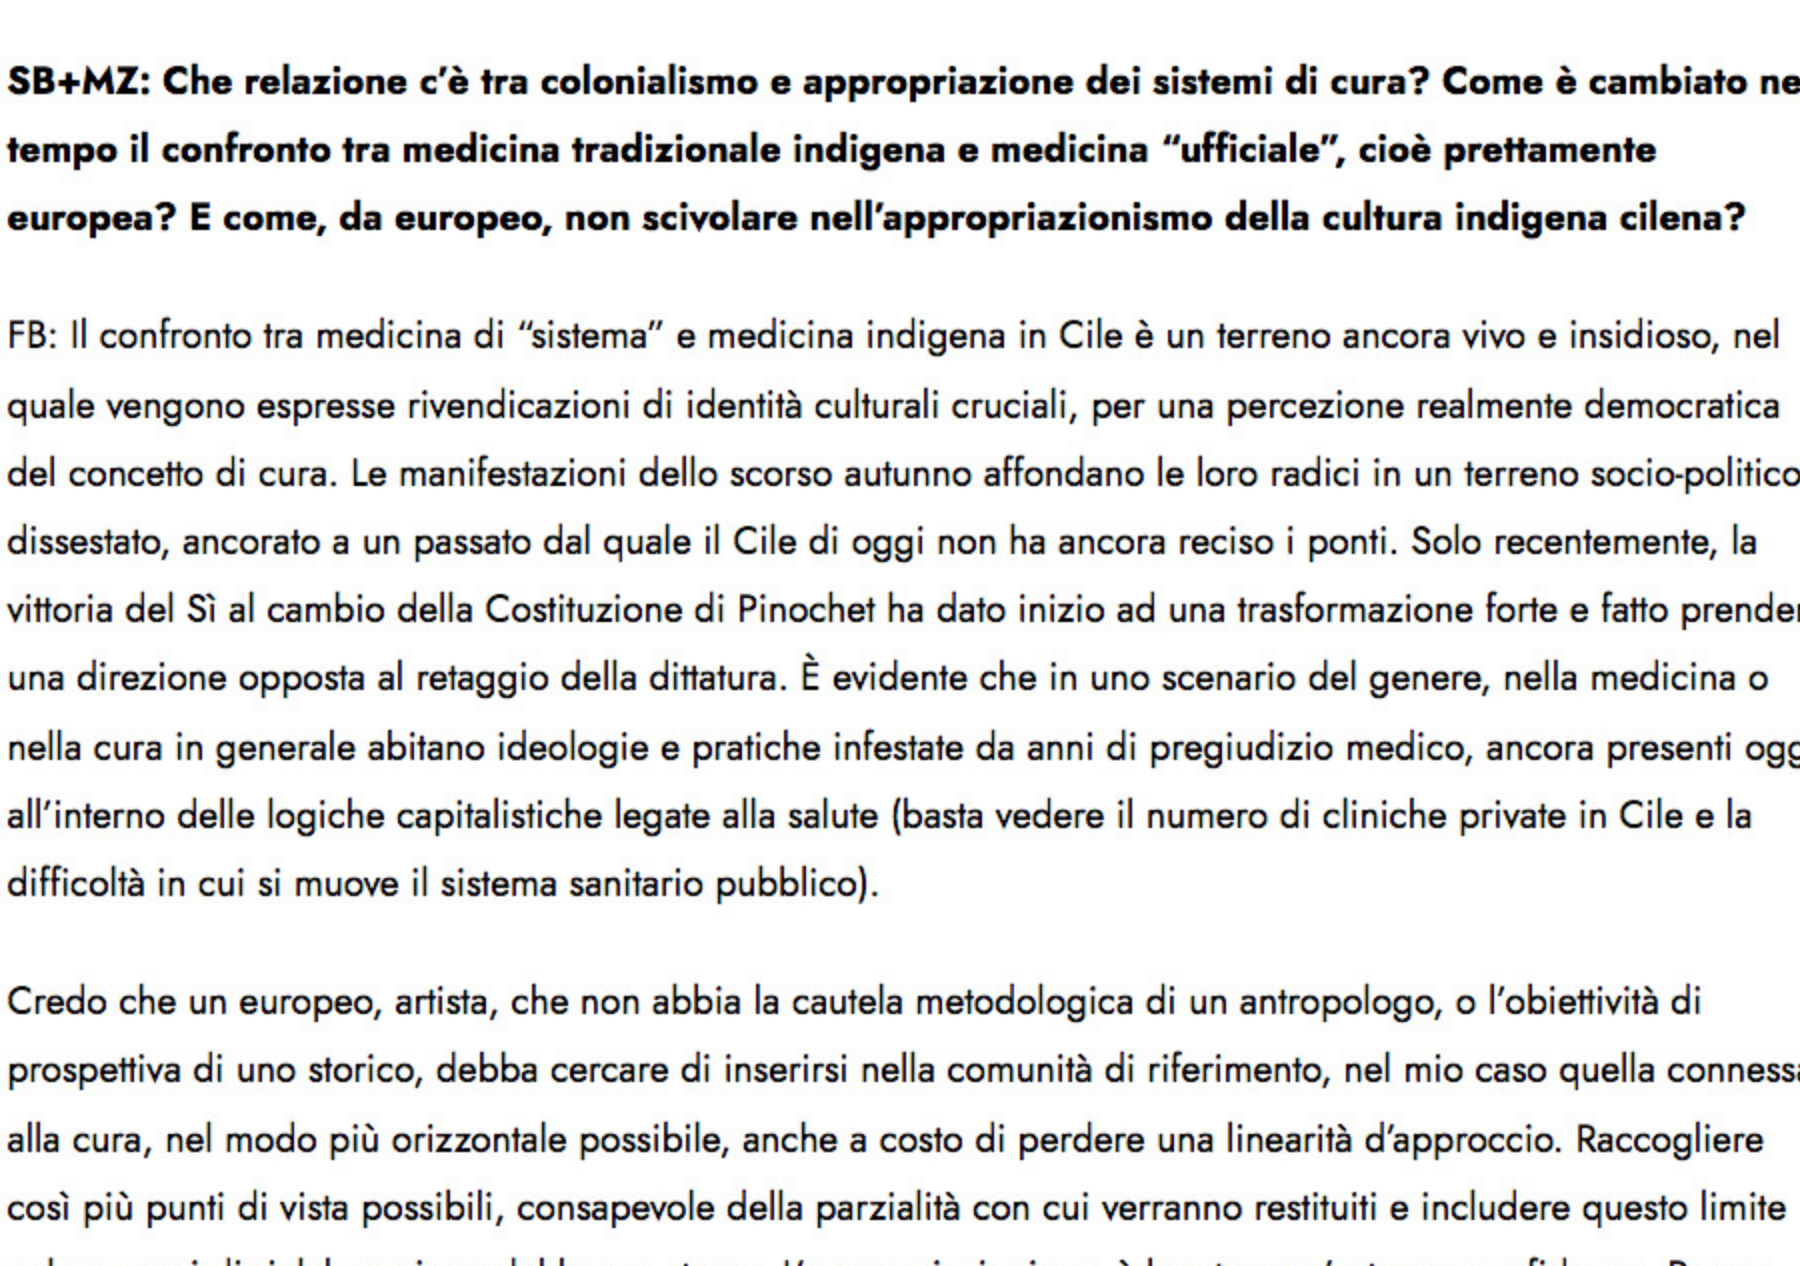 SB+MZ: Che relazione c’è tra colonialismo e appropriazione dei sistemi di cura? Come è cambiato ne
tempo il confronto tra medicina tradizionale indigena e medicina “ufficiale”, cioè prettamente
europea? E come, da europeo, non scivolare nell’appropriazionismo della cultura indigena cilena?
FB: Il confronto tra medicina di “sistema” e medicina indigena in Cile è un terreno ancora vivo e insidioso, nel
quale vengono espresse rivendicazioni di identità culturali cruciali, per una percezione realmente democratica
del concetto di cura. Le manifestazioni dello scorso autunno affondano le loro radici in un terreno socio-politico
dissestato, ancorato a un passato dal quale il Cile di oggi non ha ancora reciso i ponti. Solo recentemente, la
vittoria del Sì al cambio della Costituzione di Pinochet ha dato inizio ad una trasformazione forte e fatto prender
una direzione opposta al retaggio della dittatura. È evidente che in uno scenario del genere, nella medicina o
nella cura in generale abitano ideologie e pratiche infestate da anni di pregiudizio medico, ancora presenti ogg
all’interno delle logiche capitalistiche legate alla salute (basta vedere il numero di cliniche private in Cile e la
difficoltà in cui si muove il sistema sanitario pubblico).
Credo che un europeo, artista, che non abbia la cautela metodologica di un antropologo, o l’obiettività di
prospettiva di uno storico, debba cercare di inserirsi nella comunità di riferimento, nel mio caso quella connessa
alla cura, nel modo più orizzontale possibile, anche a costo di perdere una linearità d’approccio. Raccogliere
così più punti di vista possibili, consapevole della parzialità con cui verranno restituiti e includere questo limite